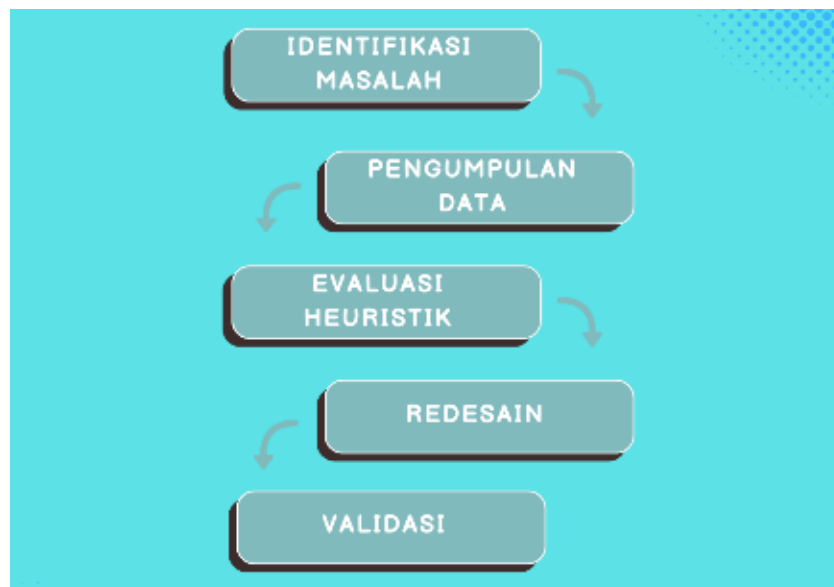 IDENTIFIKASI
MASALAH
PENGUMPULAN
DATA
EVALUASI
HEURISTIK
REDESAIN
VALIDASI